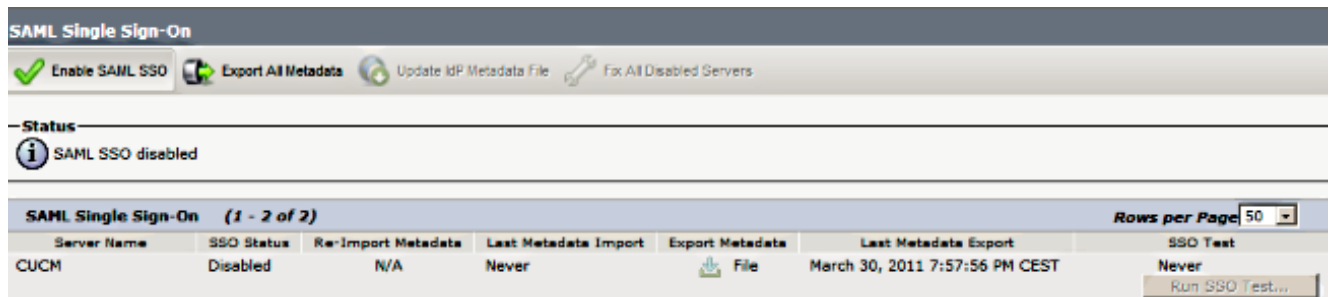 SAML Single Sign-On
Enable SAML SSO Export All Metadata Update IdP Metadata File Fix All Disabled Servers
Status
SAML SSO disabled
SAML Single Sign-On (1 - 2 of 2) Rows per Page 50
Server Name SSO Status Re-Import Metadata Last Metadata Import Export Metadata Last Metadata Export SSO Test
CUCM Disabled N/A Never File March 30, 2011 7:57:56 PM CEST Never
Run SSO Test...